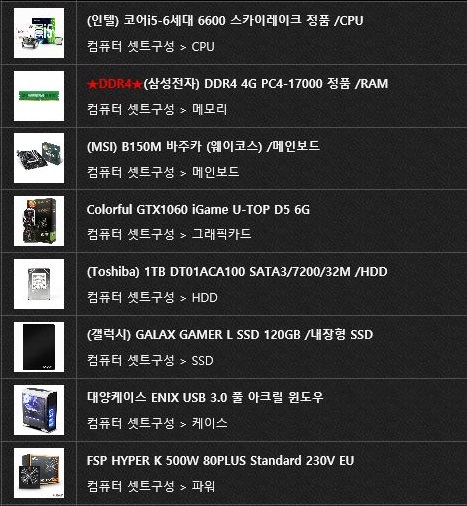 (인텔) 코어i5-6세대 6600 스카이레이크 정품 /CPU
컴퓨터 셋트구성 > CPU
★DDR4★(삼성전자) DDR4 4G PC4-17000 정품 /RAM
컴퓨터 셋트구성 > 메모리
(MSI) B150M 바주카 (웨이코스) /메인보드
컴퓨터 셋트구성 > 메인보드
Colorful GTX1060 iGame U-TOP D5 6G
컴퓨터 셋트구성 > 그래픽카드
(Toshiba) 1TB DT01ACA100 SATA3/7200/32M /HDD
컴퓨터 셋트구성 > HDD
(갤럭시) GALAX GAMER L SSD 120GB /내장형 SSD
컴퓨터 셋트구성 > SSD
대양케이스 ENIX USB 3.0 풀 아크릴 윈도우
컴퓨터 셋트구성 > 케이스
FSP HYPER K 500W 80PLUS Standard 230V EU
컴퓨터 셋트구성 > 파워